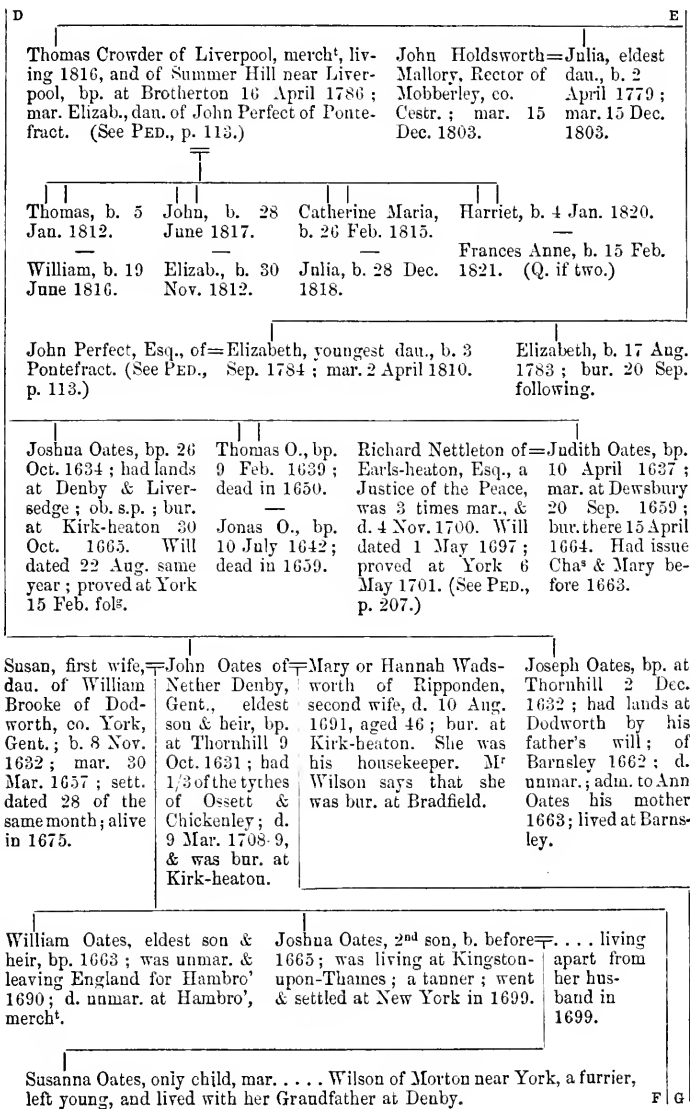 D E
Thomas Crowder of Liverpool, mercht, liv-
ing 1816, and of Summer Hill near Liver-
pool, bp. at Brotherton 16 April 1786 ;
mar. Elizab., dau. of John Perfect of Ponte-
fract. (See PED., p. 113.)
John Holdsworth=
Mallory, Rector of
Mobberley, co.
Cestr. ; mar. 15
Dec. 1803.
Julia, eldest
dau., b. 2
April 1779 ;
mar. 15 Dec.
1803.
Thomas, b. 5
Jan. 1812.
—
William, b. 19
June 1816.
John, b. 28
June 1817.
—
Elizab., b. 30
Nov. 1812.
Catherine Maria,
b. 26 Feb. 1815.
—
Julia, b. 28 Dec.
1818.
Harriet, b. 4 Jan. 1820.
—
Frances Anne, b. 15 Feb.
1821. (Q. if two.)
John Perfect, Esq., of=
Pontefract. (See PED.,
p. 113.)
Elizabeth, youngest dau., b. 3
Sep. 1784 ; mar. 2 April 1810.
Elizabeth, b. 17 Aug.
1783 ; bur. 20 Sep.
following.
Joshua Oates, bp. 26
Oct. 1634 ; had lands
at Denby & Liver-
sedge ; ob. s.p. ; bur.
at Kirk-heaton 30
Oct. 1665. Will
dated 22 Aug. same
year ; proved at York
15 Feb. folg.
Thomas O., bp.
9 Feb. 1639 ;
dead in 1650.
—
Jonas O., bp.
10 July 1642 ;
dead in 1659.
Richard Nettleton of=
Earls-heaton, Esq., a
Justice of the Peace,
was 3 times mar., &
d. 4 Nov. 1700. Will
dated 1 May 1697 ;
proved at York 6
May 1701. (See PED.,
p. 207.)
Judith Oates, bp.
10 April 1637 ;
mar. at Dewsbury
20 Sep. 1659 ;
bur. there 15 April
1664. Had issue
Chas & Mary be-
fore 1663.
Susan, first wife,
dau. of William
Brooke of Dod-
worth, co. York,
Gent. ; b. 8 Nov.
1632 ; mar. 30
Mar. 1657 ; sett.
dated 28 of the
same month ; alive
in 1675.
John Oates of
Nether Denby,
Gent., eldest
son & heir, bp.
at Thornhill 9
Oct. 1631 ; had
1/3 of the tythes
of Ossett &
Chickenley ; d.
9 Mar. 1708-9,
& was bur. at
Kirk-heaton.
Mary or Hannah Wads-
worth of Ripponden,
second wife, d. 10 Aug.
1691, aged 46 ; bur. at
Kirk-heaton. She was
his housekeeper. Mr
Wilson says that she
was bur. at Bradfield.
Joseph Oates, bp. at
Thornhill 2 Dec.
1632 ; had lands at
Dodworth by his
father's will ; of
Barnsley 1662 ; d.
unmar. ; adm. to Ann
Oates his mother
1663 ; lived at Barns-
ley.
William Oates, eldest son &
heir, bp. 1663 ; was unmar. &
leaving England for Hambro'
1690 ; d. unmar. at Hambro',
mercht.
Joshua Oates, 2nd son, b. before
1665 ; was living at Kingston-
upon-Thames ; a tanner ; went
& settled at New York in 1699.
. . . . living
apart from
her hus-
band in
1699.
Susanna Oates, only child, mar. . . . . Wilson of Morton near York, a furrier,
left young, and lived with her Grandfather at Denby.
F G